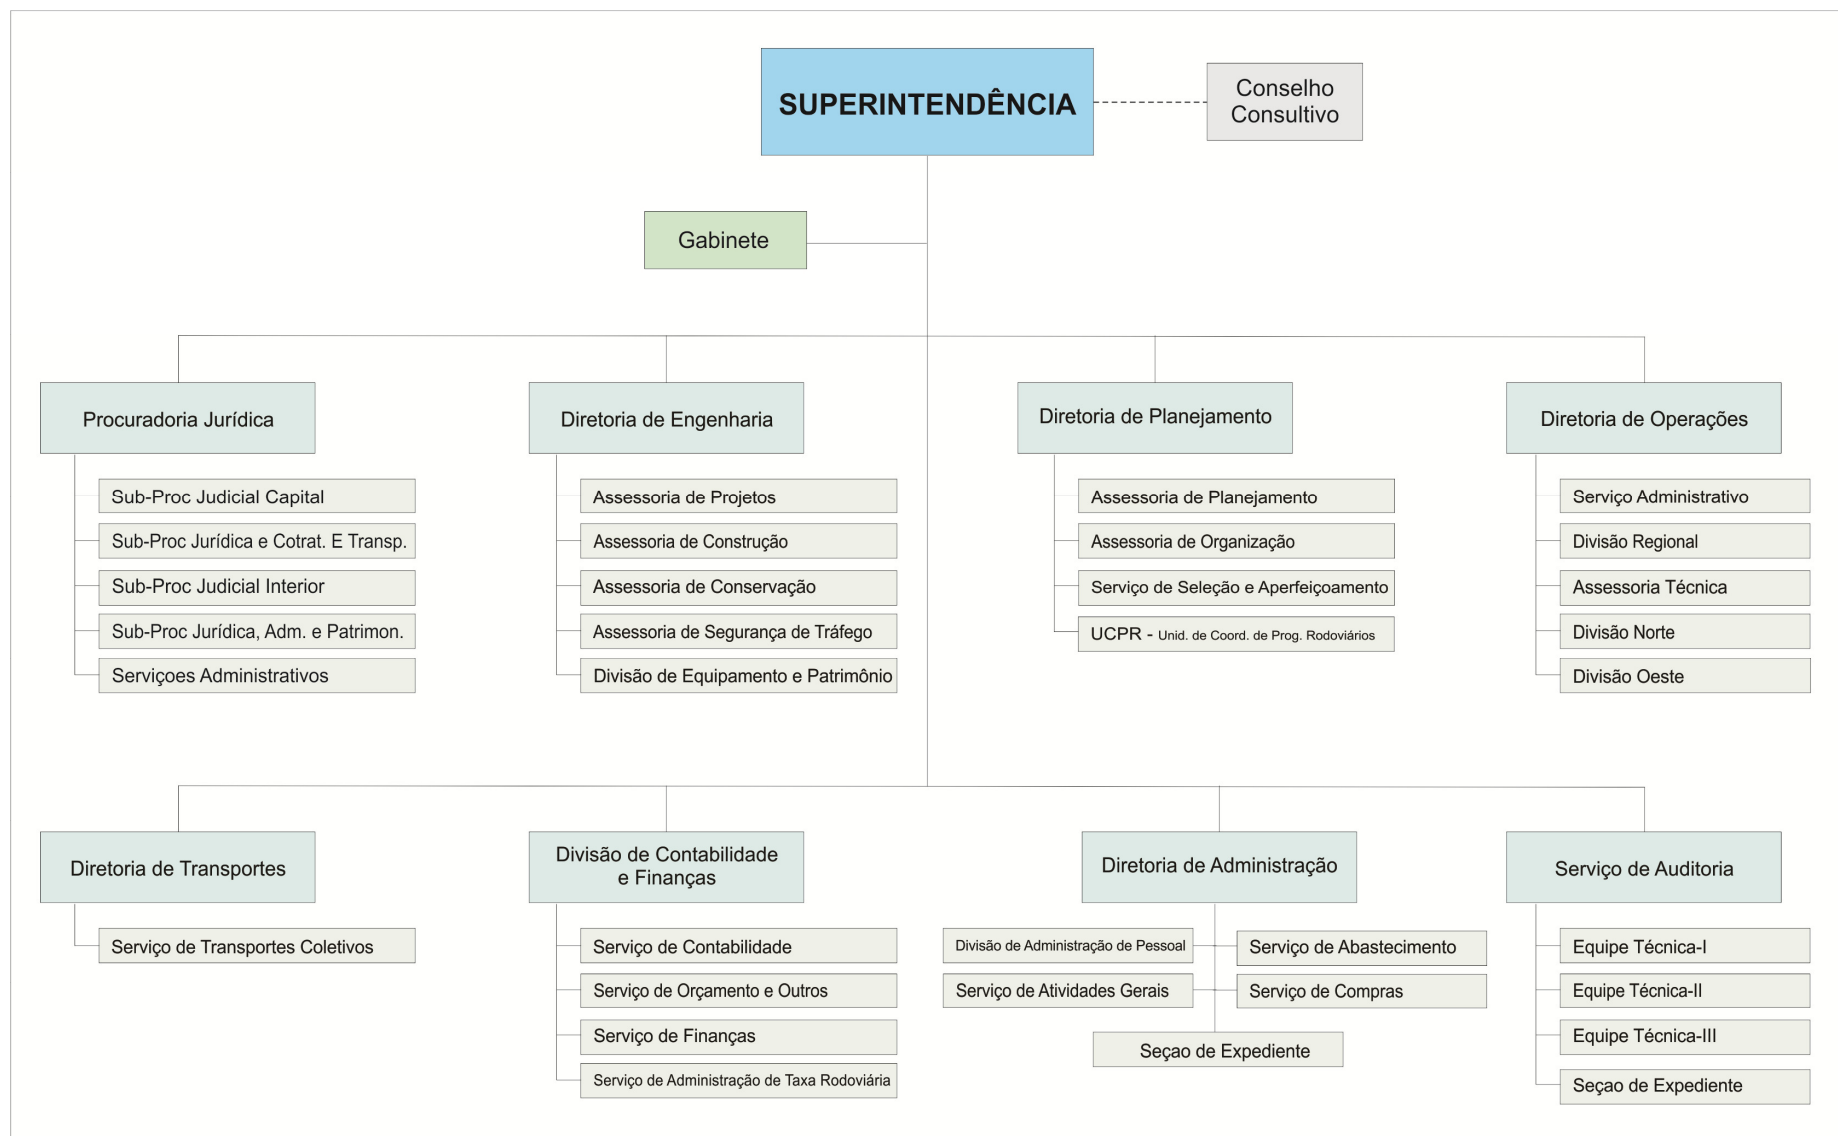 SUPERINTENDÊNCIA
Conselho
Consultivo
Gabinete
Procuradoria Jurídica
Sub-Proc Judicial Capital
Sub-Proc Jurídica e Cotrat. E Transp.
Sub-Proc Judicial Interior
Sub-Proc Jurídica, Adm. e Patrimon.
Serviçoes Administrativos
Diretoria de Engenharia
Assessoria de Projetos
Assessoria de Construção
Assessoria de Conservação
Assessoria de Segurança de Tráfego
Divisão de Equipamento e Patrimônio
Diretoria de Planejamento
Assessoria de Planejamento
Assessoria de Organização
Serviço de Seleção e Aperfeiçoamento
UCPR - Unid. de Coord. de Prog. Rodoviários
Diretoria de Operações
Serviço Administrativo
Divisão Regional
Assessoria Técnica
Divisão Norte
Divisão Oeste
Diretoria de Transportes
Serviço de Transportes Coletivos
Divisão de Contabilidade
e Finanças
Serviço de Contabilidade
Serviço de Orçamento e Outros
Serviço de Finanças
Serviço de Administração de Taxa Rodoviária
Diretoria de Administração
Divisão de Administração de Pessoal
Serviço de Abastecimento
Serviço de Atividades Gerais
Serviço de Compras
Seçao de Expediente
Serviço de Auditoria
Equipe Técnica-I
Equipe Técnica-II
Equipe Técnica-III
Seçao de Expediente